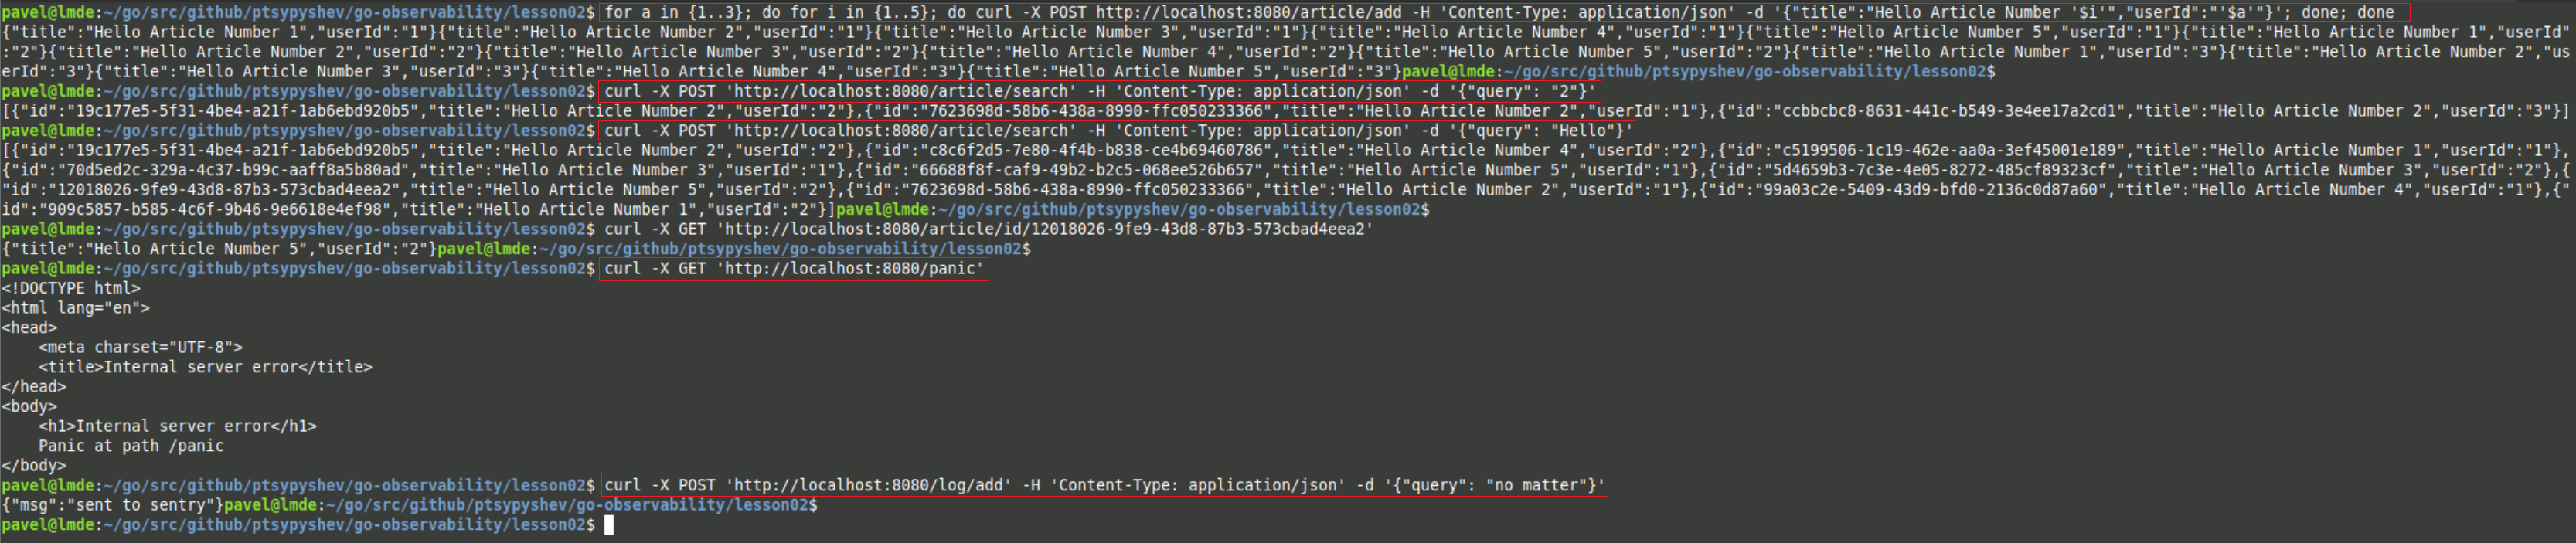 pavel@lmde:~/go/src/github/ptsypyshev/go-observability/lesson02$ for a in {1..3}; do for i in {1..5}; do curl -X POST http://localhost:8080/article/add -H 'Content-Type: application/json' -d '{"title":"Hello Article Number '$i'","userId":"'$a'"}'; done; done
{"title":"Hello Article Number 1","userId":"1"}{"title":"Hello Article Number 2","userId":"1"}{"title":"Hello Article Number 3","userId":"1"}{"title":"Hello Article Number 4","userId":"1"}{"title":"Hello Article Number 5","userId":"1"}{"title":"Hello Article Number 1","userId"
:"2"}{"title":"Hello Article Number 2","userId":"2"}{"title":"Hello Article Number 3","userId":"2"}{"title":"Hello Article Number 4","userId":"2"}{"title":"Hello Article Number 5","userId":"2"}{"title":"Hello Article Number 1","userId":"3"}{"title":"Hello Article Number 2","us
erId":"3"}{"title":"Hello Article Number 3","userId":"3"}{"title":"Hello Article Number 4","userId":"3"}{"title":"Hello Article Number 5","userId":"3"}pavel@lmde:~/go/src/github/ptsypyshev/go-observability/lesson02$
pavel@lmde:~/go/src/github/ptsypyshev/go-observability/lesson02$ curl -X POST 'http://localhost:8080/article/search' -H 'Content-Type: application/json' -d '{"query": "2"}'
[{"id":"19c177e5-5f31-4be4-a21f-1ab6ebd920b5","title":"Hello Article Number 2","userId":"2"},{"id":"7623698d-58b6-438a-8990-ffc050233366","title":"Hello Article Number 2","userId":"1"},{"id":"ccbbcbc8-8631-441c-b549-3e4ee17a2cd1","title":"Hello Article Number 2","userId":"3"}]
pavel@lmde:~/go/src/github/ptsypyshev/go-observability/lesson02$ curl -X POST 'http://localhost:8080/article/search' -H 'Content-Type: application/json' -d '{"query": "Hello"}'
[{"id":"19c177e5-5f31-4be4-a21f-1ab6ebd920b5","title":"Hello Article Number 2","userId":"2"},{"id":"c8c6f2d5-7e80-4f4b-b838-ce4b69460786","title":"Hello Article Number 4","userId":"2"},{"id":"c5199506-1c19-462e-aa0a-3ef45001e189","title":"Hello Article Number 1","userId":"1"},
{"id":"70d5ed2c-329a-4c37-b99c-aaff8a5b80ad","title":"Hello Article Number 3","userId":"1"},{"id":"66688f8f-caf9-49b2-b2c5-068ee526b657","title":"Hello Article Number 5","userId":"1"},{"id":"5d4659b3-7c3e-4e05-8272-485cf89323cf","title":"Hello Article Number 3","userId":"2"},{
"id":"12018026-9fe9-43d8-87b3-573cbad4eea2","title":"Hello Article Number 5","userId":"2"},{"id":"7623698d-58b6-438a-8990-ffc050233366","title":"Hello Article Number 2","userId":"1"},{"id":"99a03c2e-5409-43d9-bfd0-2136c0d87a60","title":"Hello Article Number 4","userId":"1"},{"
id":"909c5857-b585-4c6f-9b46-9e6618e4ef98","title":"Hello Article Number 1","userId":"2"}]pavel@lmde:~/go/src/github/ptsypyshev/go-observability/lesson02$
pavel@lmde:~/go/src/github/ptsypyshev/go-observability/lesson02$ curl -X GET 'http://localhost:8080/article/id/12018026-9fe9-43d8-87b3-573cbad4eea2'
{"title":"Hello Article Number 5","userId":"2"}pavel@lmde:~/go/src/github/ptsypyshev/go-observability/lesson02$
pavel@lmde:~/go/src/github/ptsypyshev/go-observability/lesson02$ curl -X GET 'http://localhost:8080/panic'
<!DOCTYPE html>
<html lang="en">
<head>
    <meta charset="UTF-8">
    <title>Internal server error</title>
</head>
<body>
    <h1>Internal server error</h1>
    Panic at path /panic
</body>
pavel@lmde:~/go/src/github/ptsypyshev/go-observability/lesson02$ curl -X POST 'http://localhost:8080/log/add' -H 'Content-Type: application/json' -d '{"query": "no matter"}'
{"msg":"sent to sentry"}pavel@lmde:~/go/src/github/ptsypyshev/go-observability/lesson02$
pavel@lmde:~/go/src/github/ptsypyshev/go-observability/lesson02$